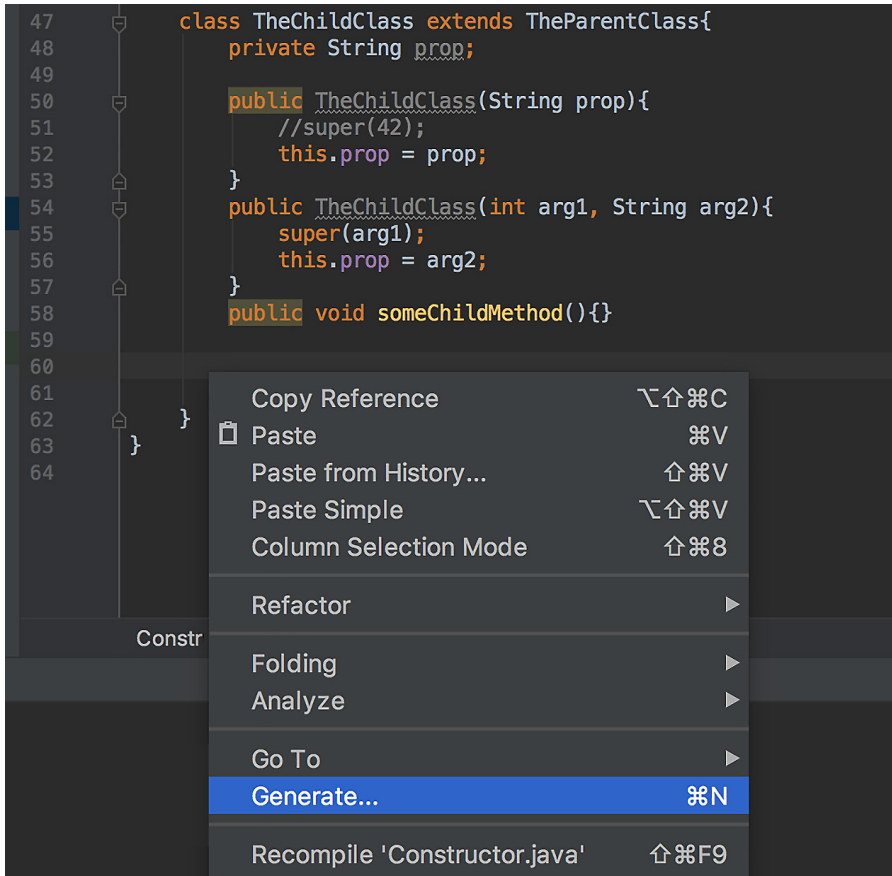 47 class TheChildClass extends TheParentClass{
48 private String prop;
49
50 public TheChildClass(String prop){
51 //super(42);
52 this.prop = prop;
53 }
54 public TheChildClass(int arg1, String arg2){
55 super(arg1);
56 this.prop = arg2;
57 }
58 public void someChildMethod(){}
59
60
61
62 }
63 }
64
Copy Reference ⌥⇧⌘C
Paste ⌘V
Paste from History... ⇧⌘V
Paste Simple ⌥⇧⌘V
Column Selection Mode ⇧⌘8
Refactor
Constr
Folding
Analyze
Go To
Generate... ⌘N
Recompile 'Constructor.java' ⇧⌘F9